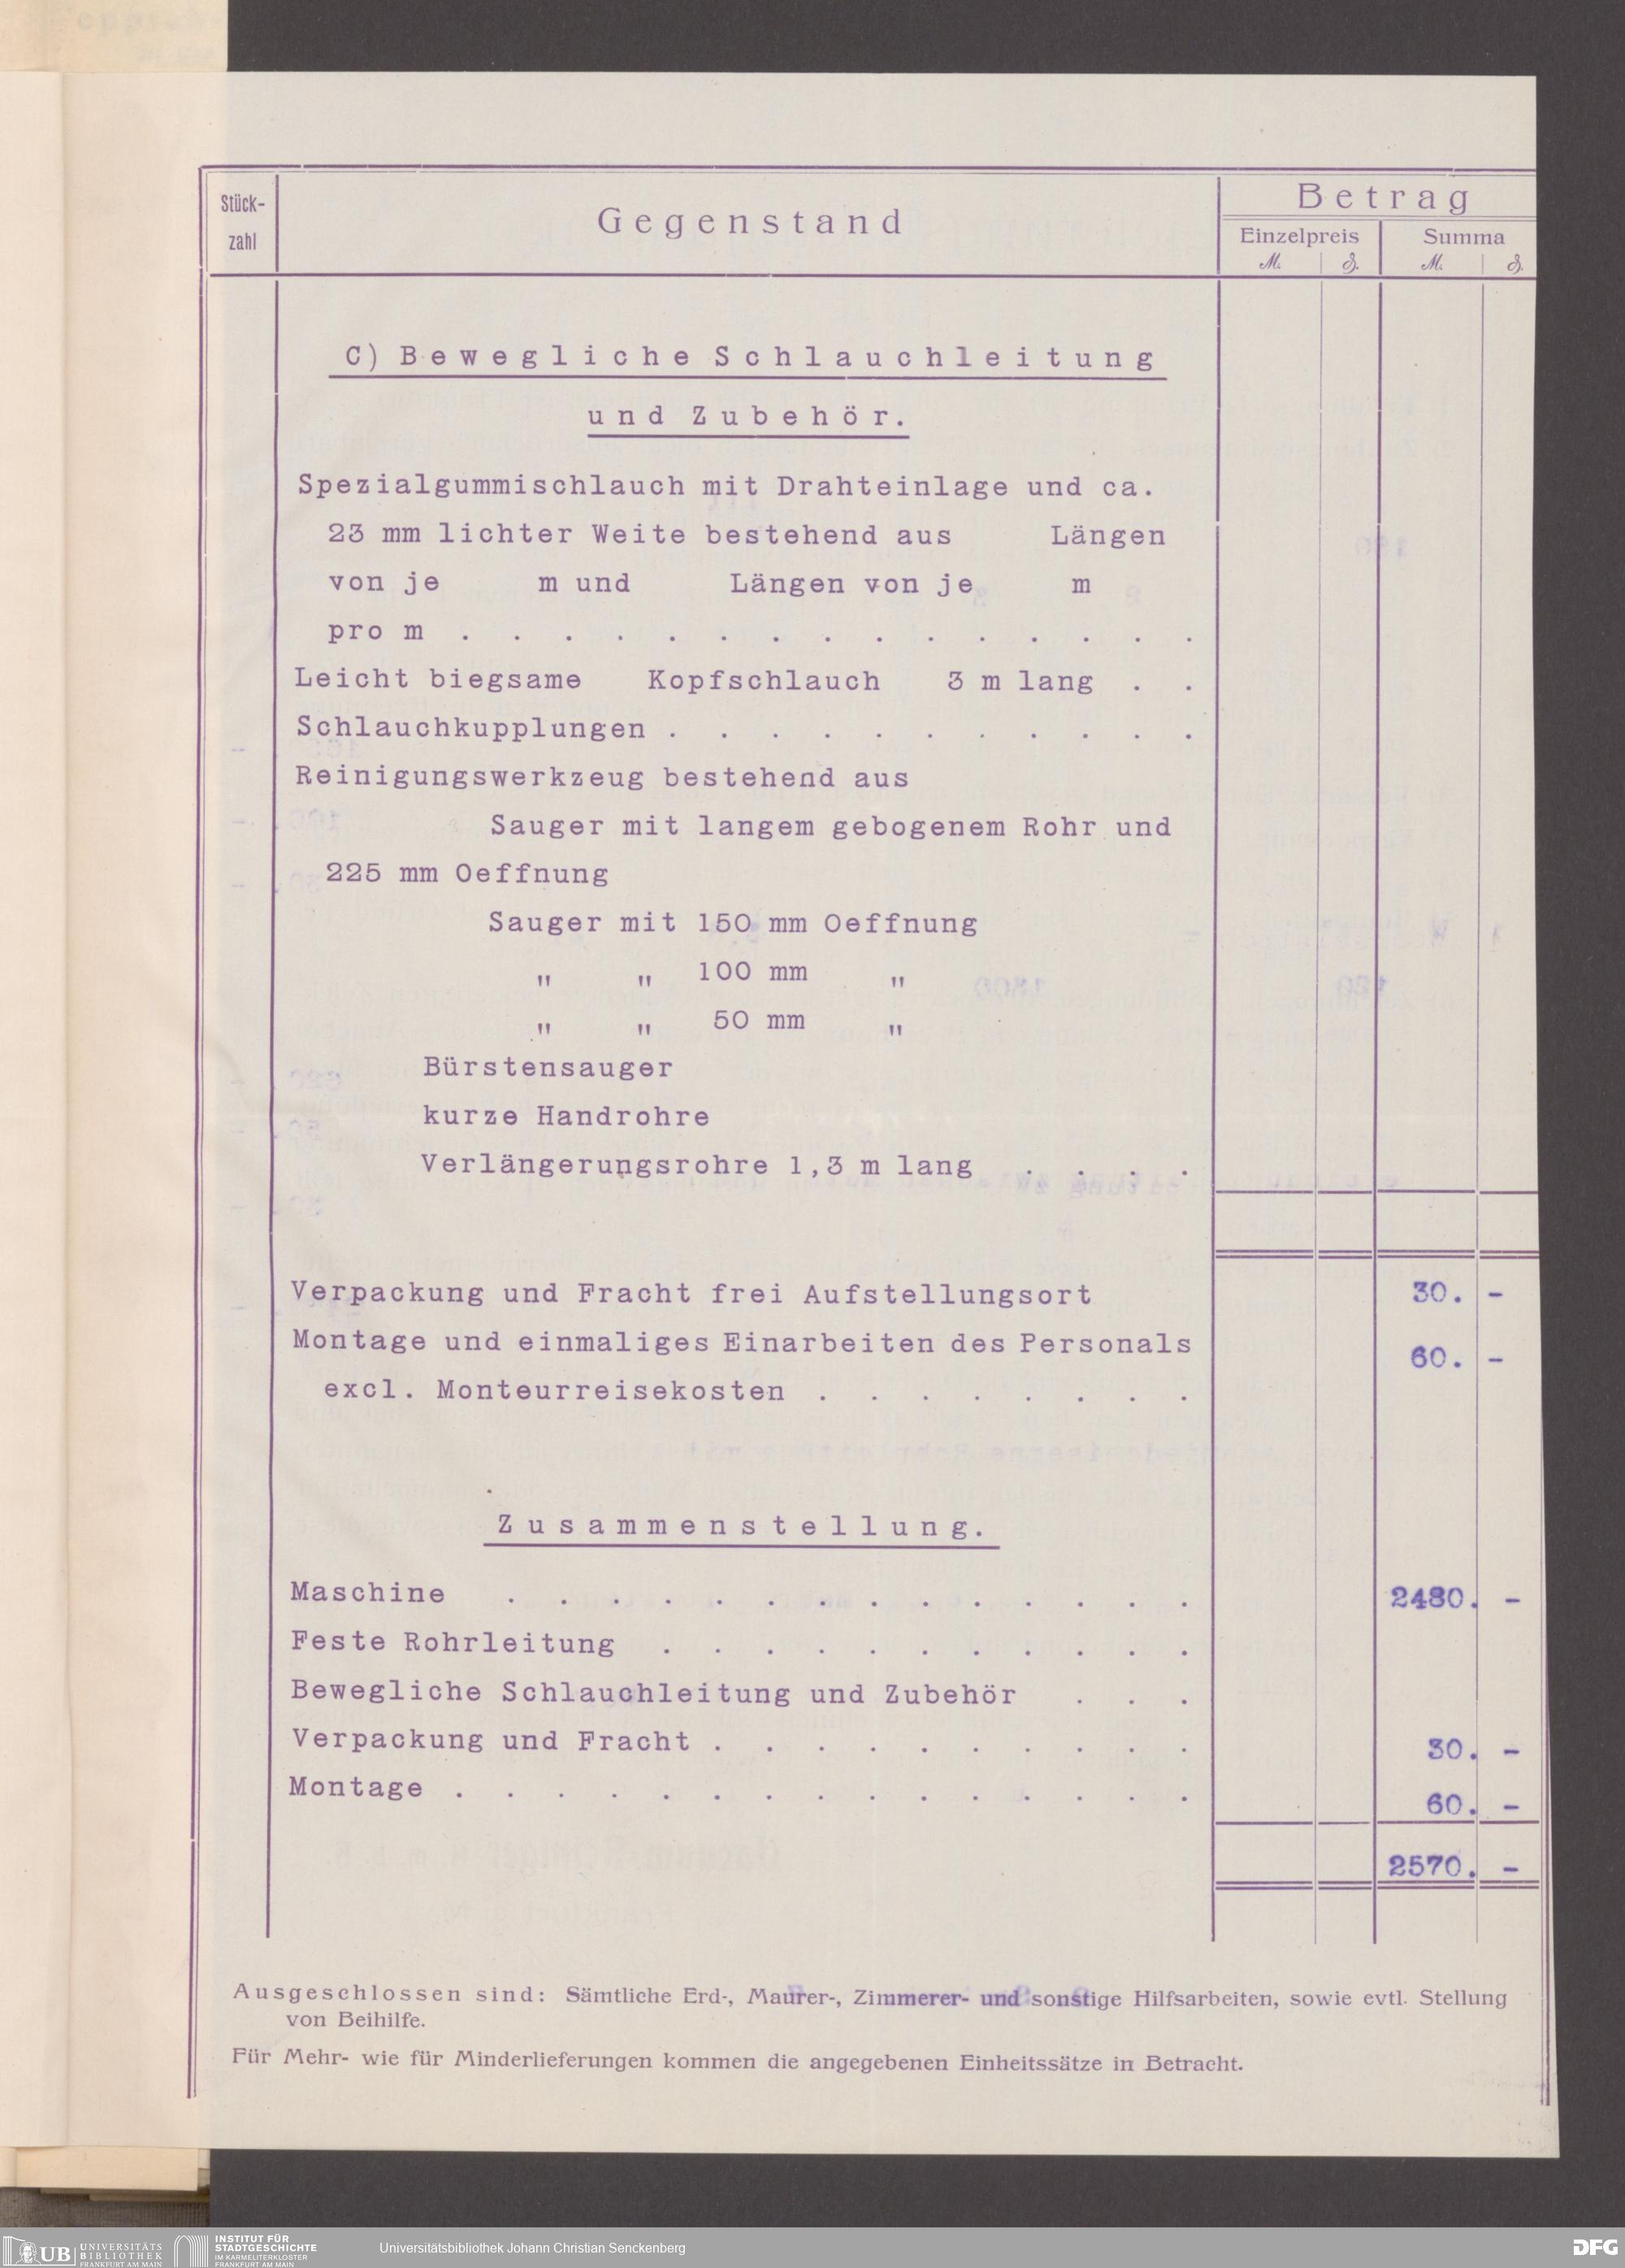 Stück-
zahl
Gegenstand
Betrag
Einzelpreis
Summa
M.
₰.
M.
₰.
C) Bewegliche Schlauchleitung
und Zubehör.
Spezialgummischlauch mit Drahteinlage und ca.
23 mm lichter Weite bestehend aus Längen
von je m und Längen von je m
pro m . . . . . . . . . . . . . . .
Leicht biegsame Kopfschlauch 3 m lang . .
Schlauchkupplungen . . . . . . . . . . .
Reinigungswerkzeug bestehend aus
Sauger mit langem gebogenem Rohr und
225 mm Oeffnung
Sauger mit 150 mm Oeffnung
" " 100 mm "
" " 50 mm "
Bürstensauger
kurze Handrohre
Verlängerungsrohre 1,3 m lang . . . .
Verpackung und Fracht frei Aufstellungsort 30. -
Montage und einmaliges Einarbeiten des Personals 60. -
excl. Monteurreisekosten . . . . . . . .
Zusammenstellung.
Maschine . . . . . . . . . . . . . . 2480. -
Feste Rohrleitung . . . . . . . . . . .
Bewegliche Schlauchleitung und Zubehör . . .
Verpackung und Fracht . . . . . . . . . . 30. -
Montage . . . . . . . . . . . . . . . 60. -
2570. -
Ausgeschlossen sind: Sämtliche Erd-, Maurer-, Zimmerer- und sonstige Hilfsarbeiten, sowie evtl. Stellung
von Beihilfe.
Für Mehr- wie für Minderlieferungen kommen die angegebenen Einheitssätze in Betracht.
UB UNIVERSITÄTS
BIBLIOTHEK
FRANKFURT AM MAIN
INSTITUT FÜR
STADTGESCHICHTE
IM KARMELITERKLOSTER
FRANKFURT AM MAIN
Universitätsbibliothek Johann Christian Senckenberg
DFG